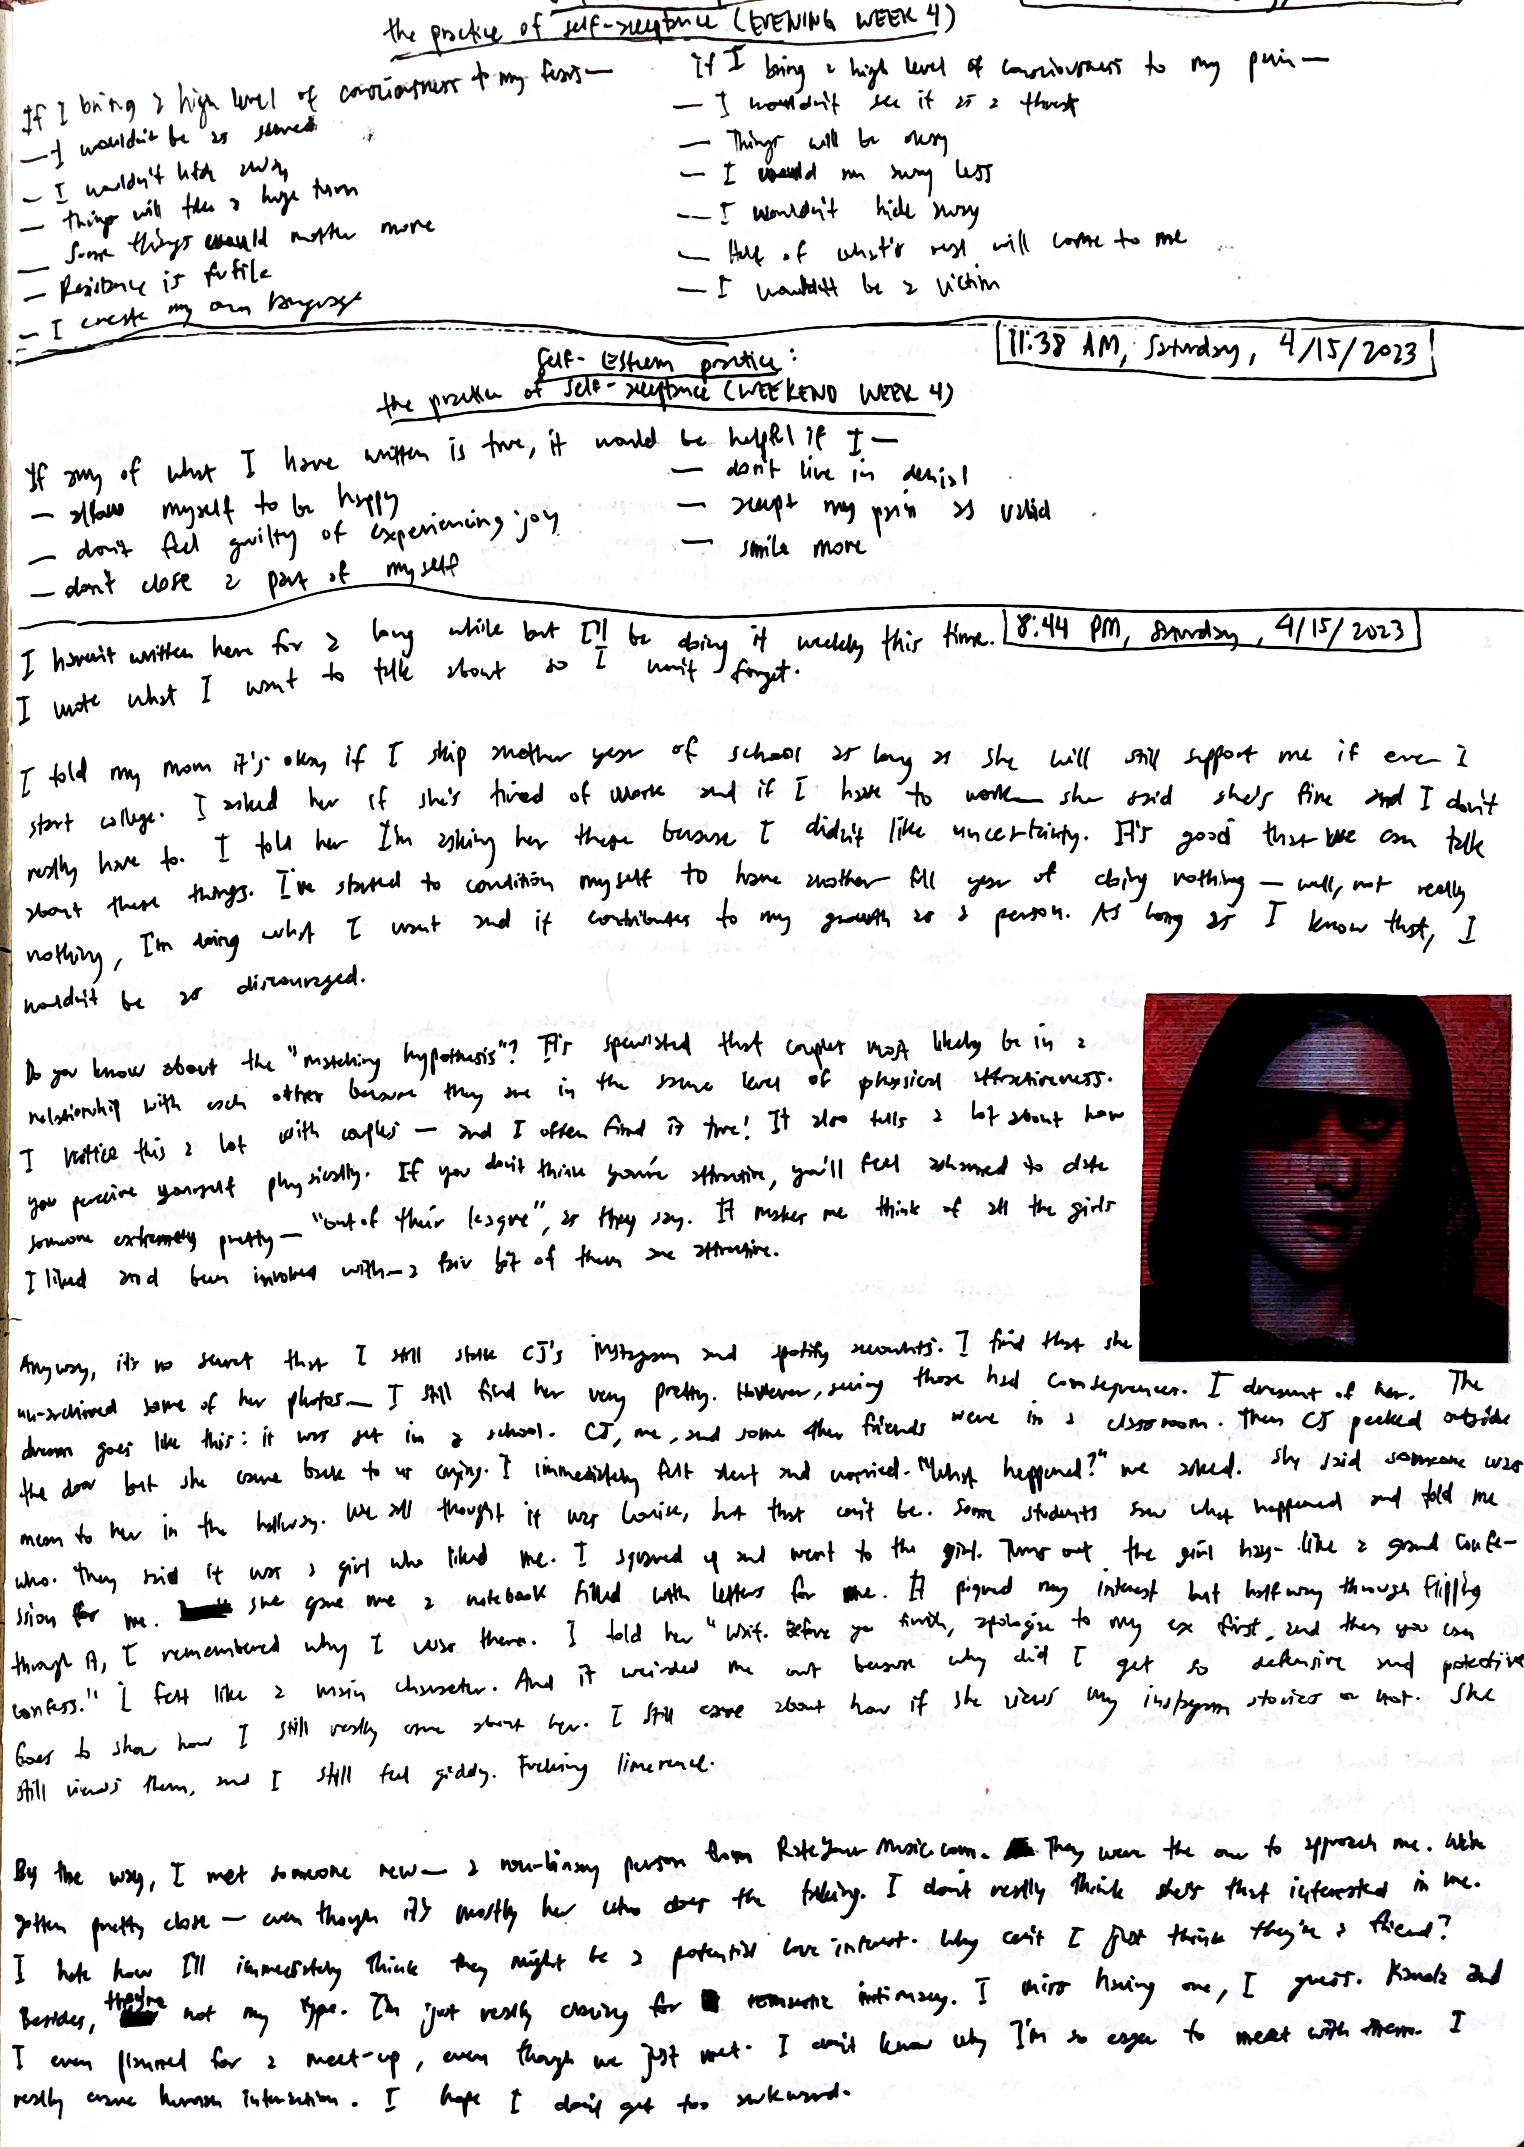 the practice of self-acceptance (EVENING WEEK 4)
If I bring a high level of consciousness to my fears—
— I wouldn't be as scared
— I wouldn't hide away
— Things will take a huge turn
— Some things would matter more
— Resistance is futile
— I create my own language
If I bring a high level of consciousness to my pain—
— I wouldn't see it as a threat
— Things will be okay
— I would run away less
— I wouldn't hide away
— Half of what's real will come to me
— I wouldn't be a victim
11:38 AM, Saturday, 4/15/2023
Self-Esteem practice:
the practice of self-acceptance (WEEKEND WEEK 4)
If any of what I have written is true, it would be helpful if I—
— allow myself to be happy
— don't feel guilty of experiencing joy
— don't close a part of myself
— don't live in denial
— accept my pain as valid
— smile more
8:44 PM, Saturday, 4/15/2023
I haven't written here for a long while but I'll be doing it weekly this time.
I wrote what I want to talk about so I won't forget.
I told my mom it's okay if I skip another year of school as long as she will still support me if ever I
start college. I asked her if she's tired of work and if I have to work— she said she's fine and I don't
really have to. I told her I'm asking her these because I didn't like uncertainty. It's good that we can talk
about these things. I've started to condition myself to have another full year of doing nothing — well, not really
nothing, I'm doing what I want and it contributes to my growth as a person. As long as I know that, I
wouldn't be as discouraged.
Do you know about the "matching hypothesis"? It's speculated that couples most likely be in a
relationship with each other because they are in the same level of physical attractiveness.
I notice this a lot with couples — and I often find it true! It also tells a lot about how
you perceive yourself physically. If you don't think you're attractive, you'll feel ashamed to date
someone extremely pretty— "out of their league", as they say. It makes me think of all the girls
I liked and been involved with— a fair bit of them are attractive.
Anyway, it's no secret that I still stalk CJ's instagram and spotify accounts. I find that she
un-archived some of her photos— I still find her very pretty. However, seeing those had consequences. I dreamt of her. The
dream goes like this: it was set in a school. CJ, me, and some other friends were in a classroom. Then CJ peeked outside
the door but she came back to us crying. I immediately felt alert and worried. "What happened?" we asked. She said someone was
mean to her in the hallway. We all thought it was Louise, but that can't be. Some students saw what happened and told me
who. They said it was a girl who liked me. I squared up and went to the girl. Turns out the girl has like a grand confe-
ssion for me. she gave me a notebook filled with letters for me. It piqued my interest but halfway through flipping
through it, I remembered why I was there. I told her "Wait. Before you finish, apologize to my ex first, and then you can
confess." I felt like a main character. And it weirded me out because why did I get so defensive and protective
Goes to show how I still really care about her. I still care about how if she views my instagram stories or not. She
still views them, and I still feel giddy. Fucking limerence.
By the way, I met someone new— a non-binary person from RateYourMusic.com. They were the one to approach me. We've
gotten pretty close — even though it's mostly her who does the talking. I don't really think she's that interested in me.
I hate how I'll immediately think they might be a potential love interest. Why can't I just think they're a friend?
Besides, they're not my type. I'm just really craving for romantic intimacy. I miss having one, I guess. and
I even planned for a meet-up, even though we just met. I don't know why I'm so eager to meet with them. I
really crave human interaction. I hope I don't get too awkward.